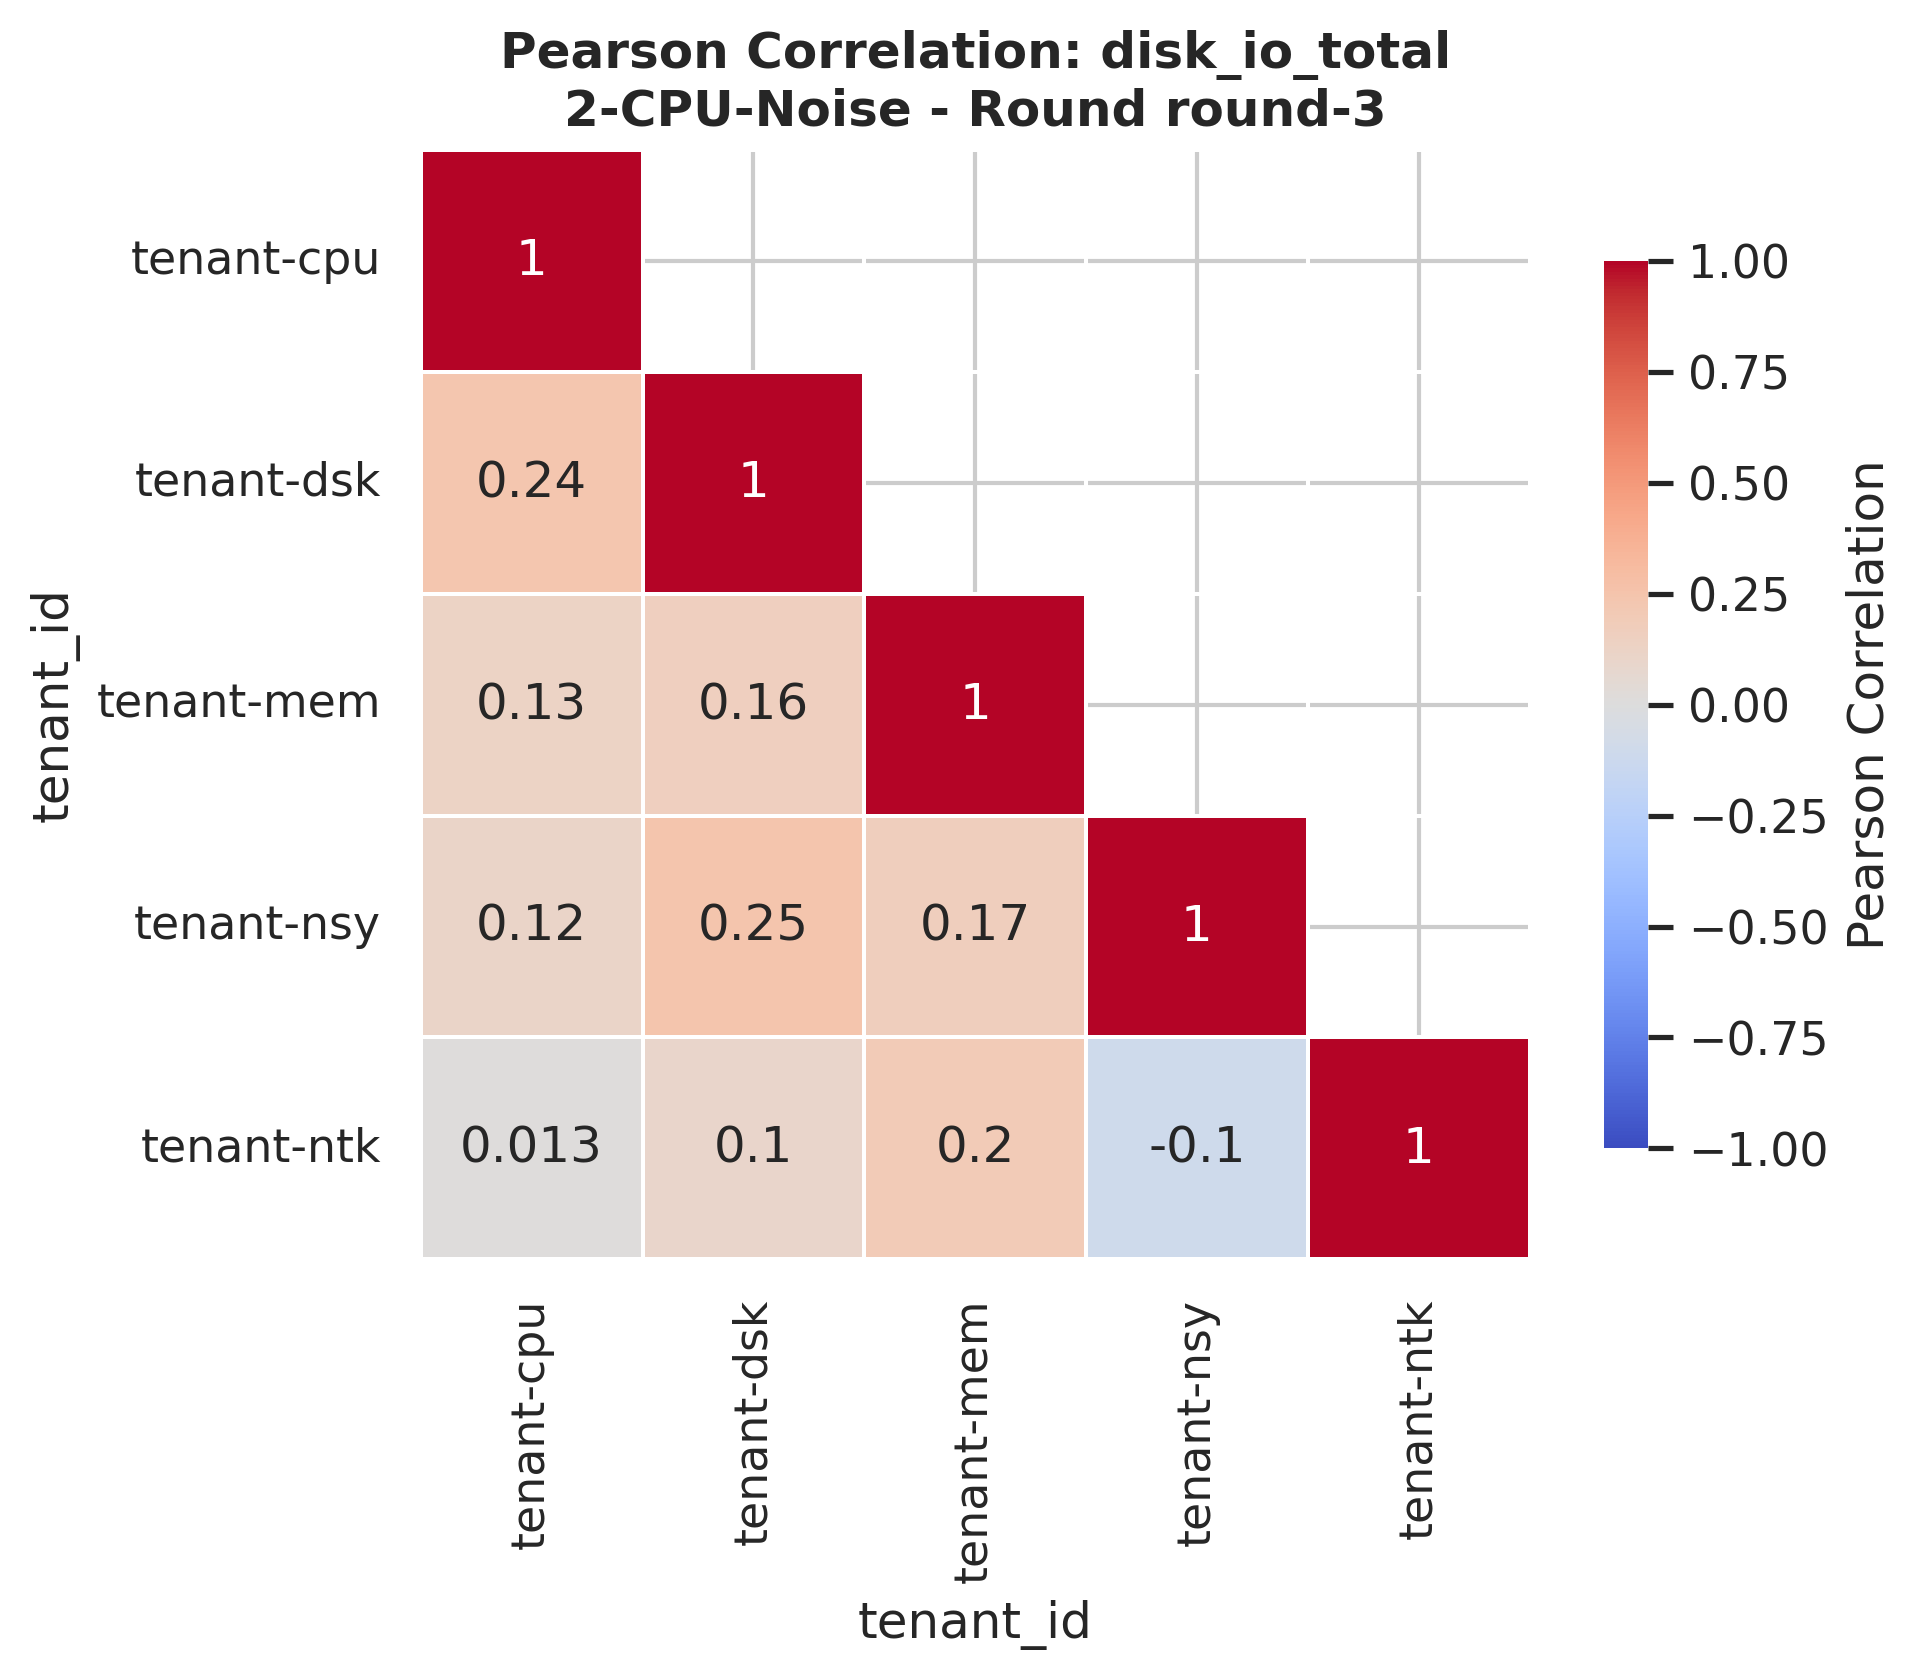 Pearson Correlation: disk_io_total
2-CPU-Noise - Round round-3
tenant_id
tenant-cpu
1
tenant-dsk
0.24 1
tenant-mem
0.13 0.16 1
tenant-nsy
0.12 0.25 0.17 1
tenant-ntk
0.013 0.1 0.2 -0.1 1
tenant-cpu
tenant-dsk
tenant-mem
tenant-nsy
tenant-ntk
tenant_id
1.00
0.75
0.50
0.25
0.00
−0.25
−0.50
−0.75
−1.00
Pearson Correlation